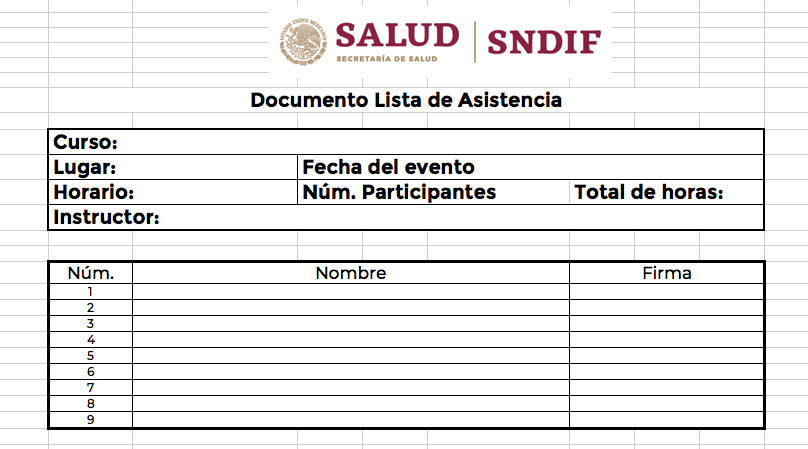 SALUD
SECRETARÍA DE SALUD
SNDIF
Documento Lista de Asistencia
Curso:
Lugar: Fecha del evento
Horario: Núm. Participantes Total de horas:
Instructor:
Núm. Nombre Firma
1
2
3
4
5
6
7
8
9